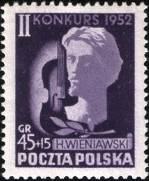 II KONKURS 1952
GR
45+15 H. WIENIAWSKI
POCZTA POLSKA